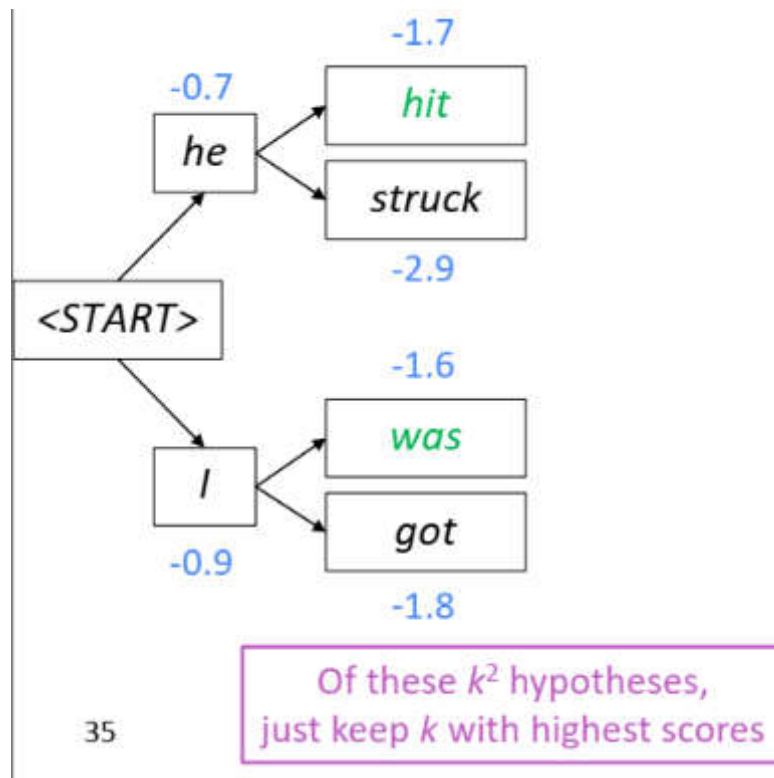 -1.7
-0.7
hit
he
struck
-2.9
<START>
-1.6
was
I
got
-0.9
-1.8
Of these k² hypotheses,
just keep k with highest scores
35